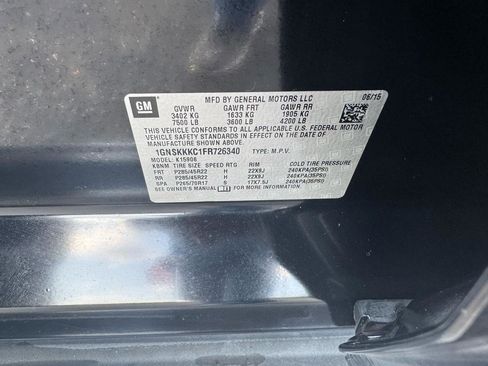 MFD BY GENERAL MOTORS LLC
06/15
GM
GVWR GAWR FRT GAWR RR
3402 KG 1633 KG 1905 KG
7500 LB 3600 LB 4200 LB
THIS VEHICLE CONFORMS TO ALL APPLICABLE U.S. FEDERAL MOTOR
VEHICLE SAFETY STANDARDS IN EFFECT ON THE DATE OF
MANUFACTURE SHOWN ABOVE.
1GNSKKKC1FR726340 TYPE: M.P.V.
MODEL: K15906
KBNM TIRE SIZE SPEED RTG RIM COLD TIRE PRESSURE
FRT P285/45R22 H 22X9J 240KPA(35PSI)
RR P285/45R22 H 22X9J 240KPA(35PSI)
SPA P265/70R17 S 17X7.5J 240KPA(35PSI)
SEE OWNER'S MANUAL